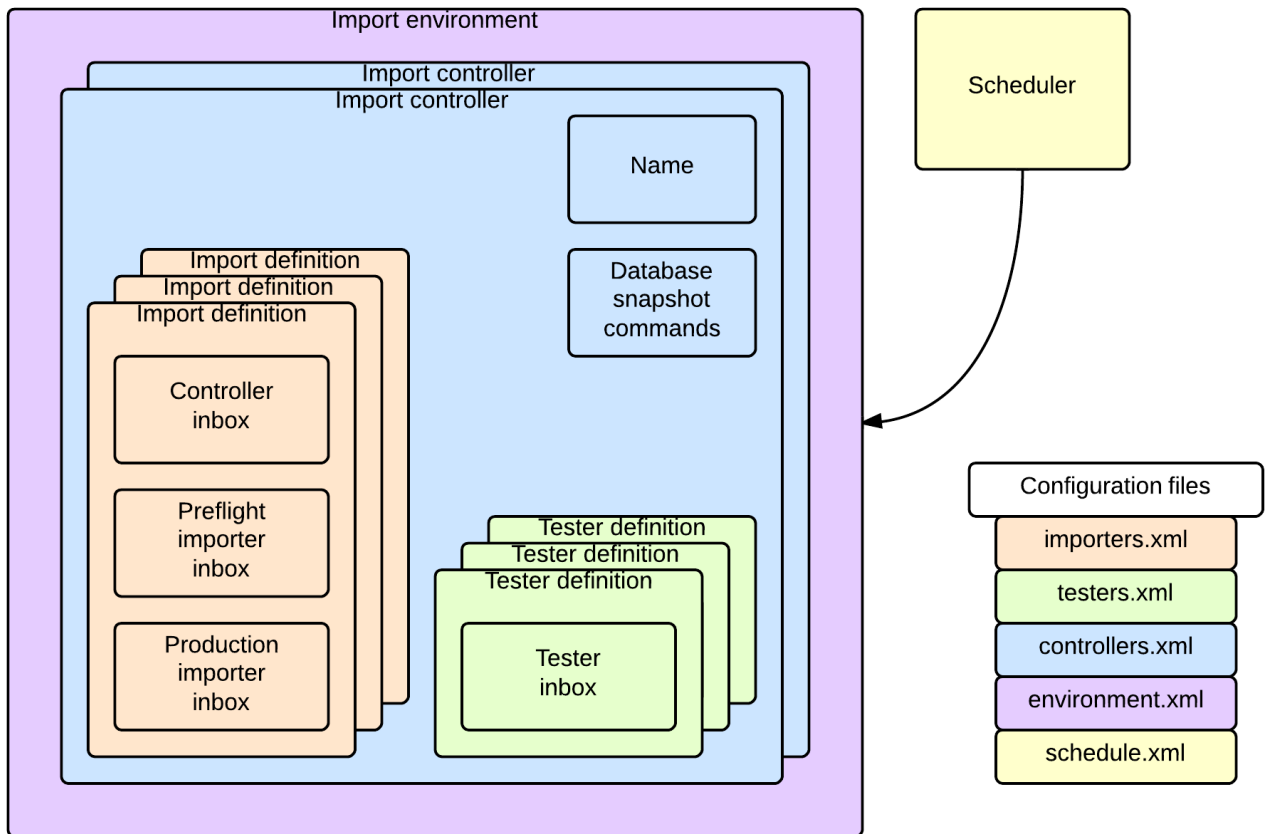 Import environment
Import controller
Import controller
Name
Database
snapshot
commands
Import definition
Import definition
Import definition
Controller
inbox
Preflight
importer
inbox
Production
importer
inbox
Tester definition
Tester definition
Tester definition
Tester
inbox
Scheduler
Configuration files
importers.xml
testers.xml
controllers.xml
environment.xml
schedule.xml